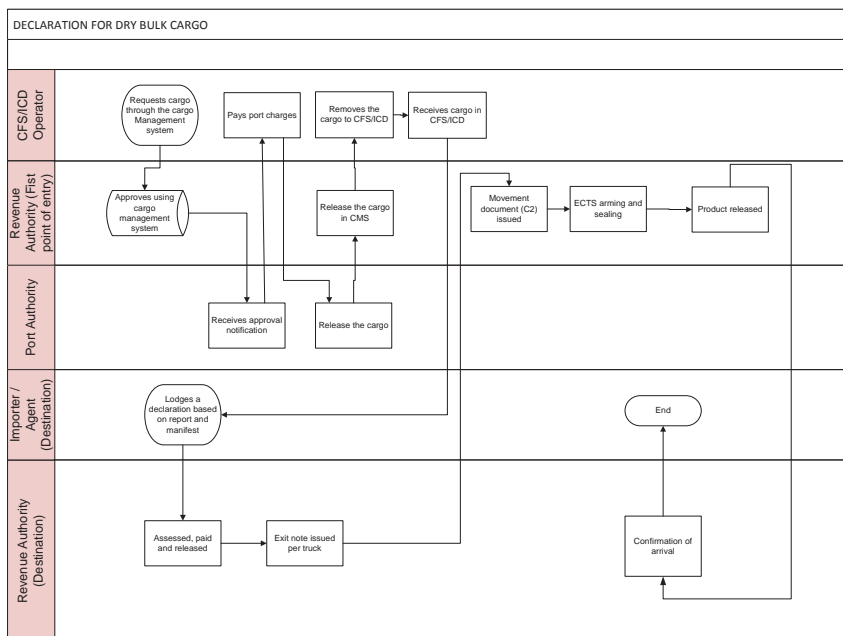 DECLARATION FOR DRY BULK CARGO
CFS/ICD
Operator
Requests cargo
through the cargo
Management
system
Pays port charges
Removes the
cargo to CFS/ICD
Receives cargo in
CFS/ICD
Revenue
Authority (Fist
point of entry)
Approves using
cargo
management
system
Release the cargo
in CMS
Movement
document (C2)
issued
ECTS arming and
sealing
Product released
Port Authority
Receives approval
notification
Release the cargo
Importer /
Agent
(Destination)
Lodges a
declaration based
on report and
manifest
End
Revenue Authority
(Destination)
Assessed, paid
and released
Exit note issued
per truck
Confirmation of
arrival